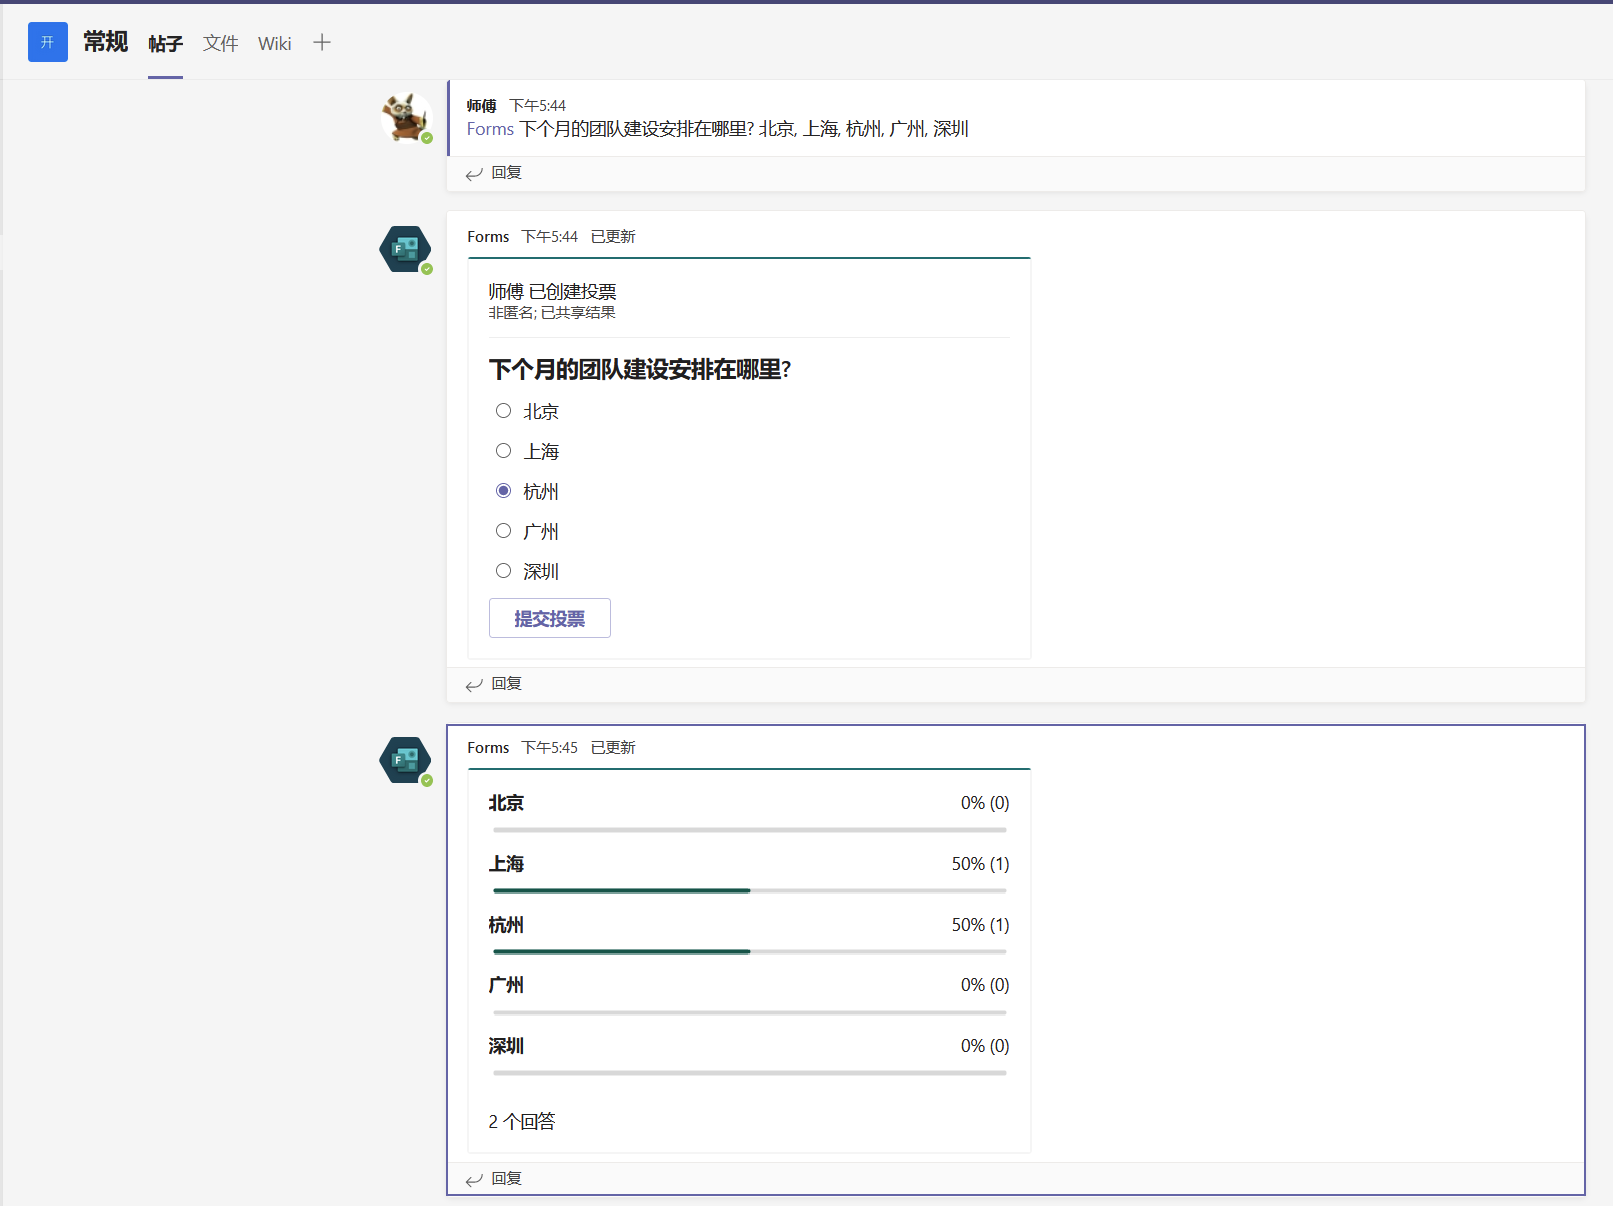 开 常规 帖子 文件 Wiki
师傅 下午5:44
Forms 下个月的团队建设安排在哪里? 北京, 上海, 杭州, 广州, 深圳
回复
Forms 下午5:44 已更新
师傅 已创建投票
非匿名; 已共享结果
下个月的团队建设安排在哪里?
北京
上海
杭州
广州
深圳
提交投票
回复
Forms 下午5:45 已更新
北京 0% (0)
上海 50% (1)
杭州 50% (1)
广州 0% (0)
深圳 0% (0)
2 个回答
回复